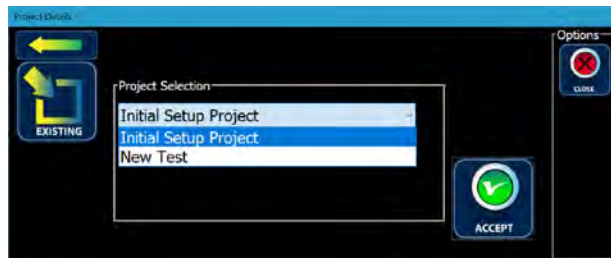 Project Details
Options
CLOSE
EXISTING
Project Selection
Initial Setup Project
Initial Setup Project
New Test
ACCEPT